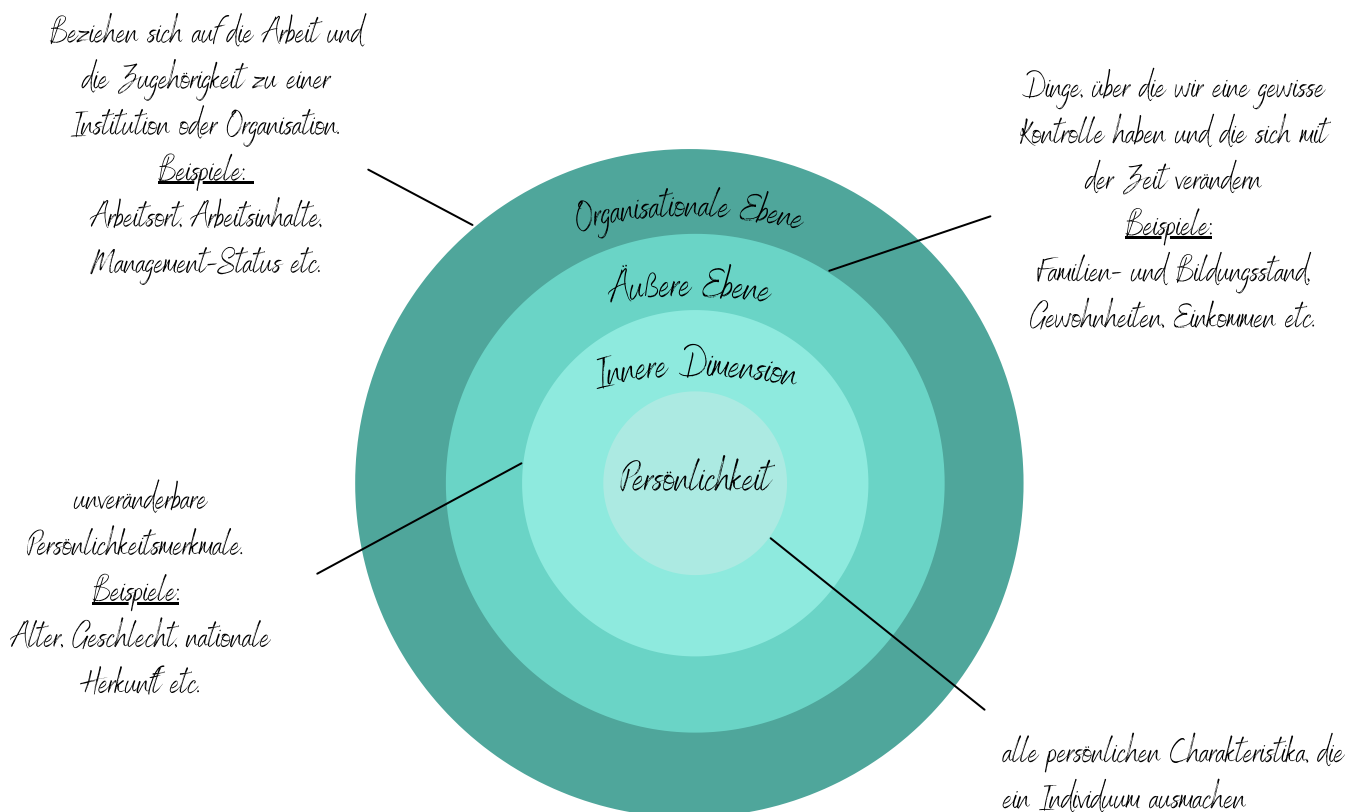 Beziehen sich auf die Arbeit und
die Zugehörigkeit zu einer
Institution oder Organisation.
Beispiele:
Arbeitsort, Arbeitsinhalte,
Management-Status etc.
Dinge, über die wir eine gewisse
Kontrolle haben und die sich mit
der Zeit verändern
Beispiele:
Familien- und Bildungsstand,
Gewohnheiten, Einkommen etc.
Organisationale Ebene
Äußere Ebene
Innere Dimension
Persönlichkeit
unveränderbare
Persönlichkeitsmerkmale.
Beispiele:
Alter, Geschlecht, nationale
Herkunft etc.
alle persönlichen Charakteristika, die
ein Individuum ausmachen